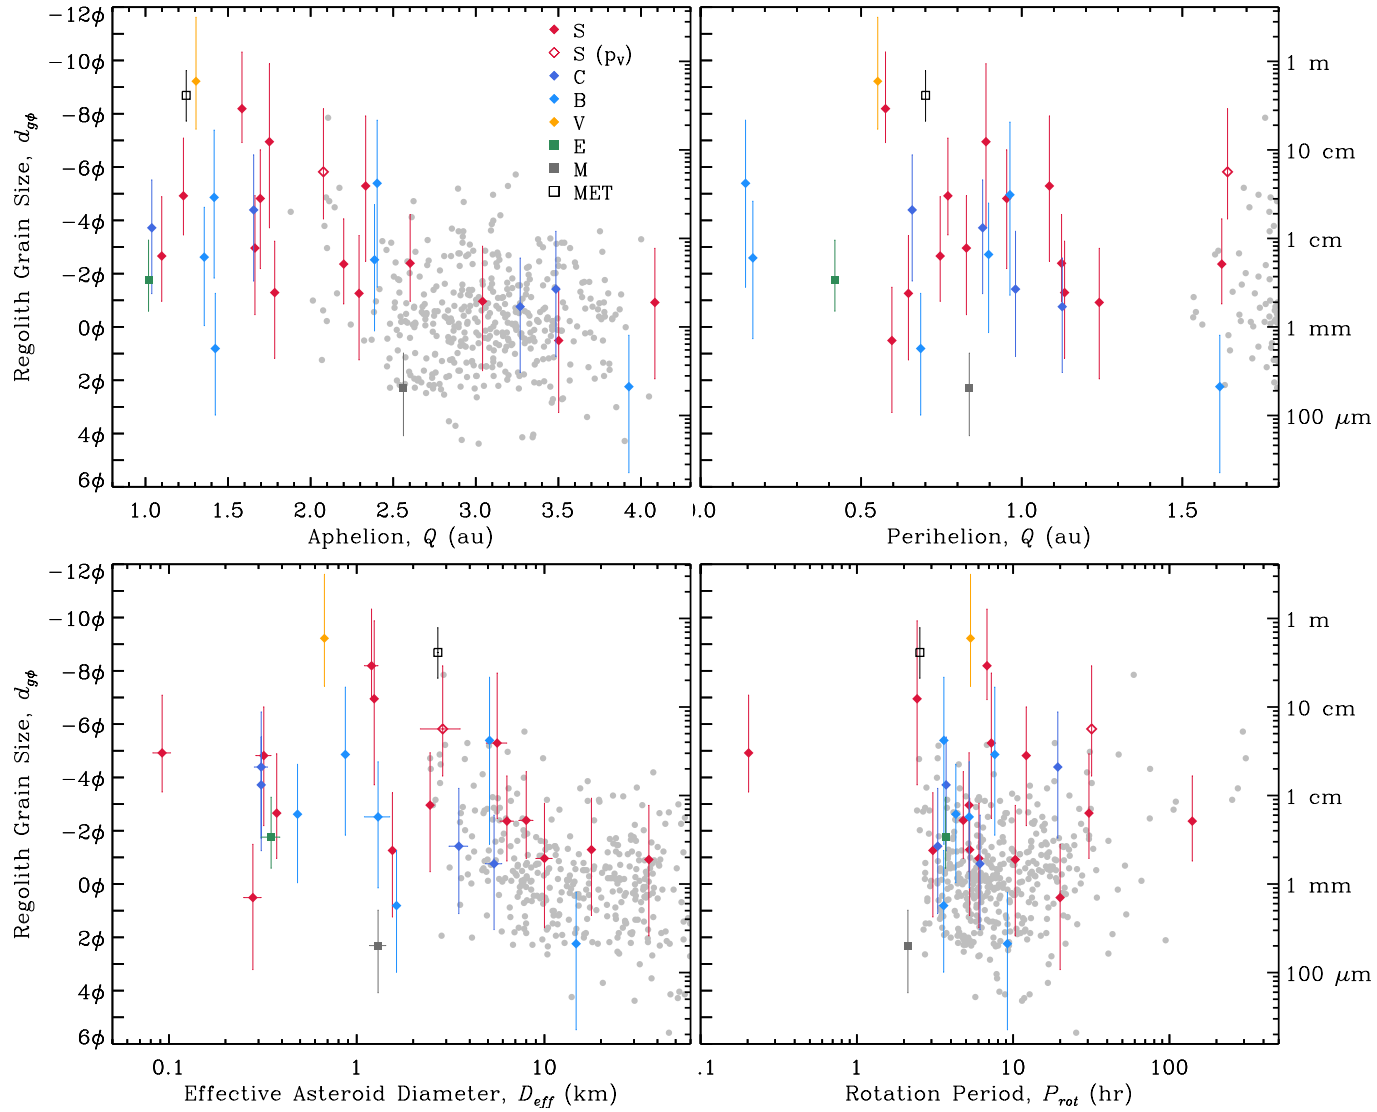 −12ϕ
−10ϕ
−8ϕ
−6ϕ
−4ϕ
−2ϕ
0ϕ
2ϕ
4ϕ
6ϕ
Regolith Grain Size, d_gϕ
S
S (p_V)
C
B
V
E
M
MET
1.0 1.5 2.0 2.5 3.0 3.5 4.0
Aphelion, Q (au)
1 m
10 cm
1 cm
1 mm
100 μm
.0 0.5 1.0 1.5
Perihelion, Q (au)
−12ϕ
−10ϕ
−8ϕ
−6ϕ
−4ϕ
−2ϕ
0ϕ
2ϕ
4ϕ
6ϕ
Regolith Grain Size, d_gϕ
0.1 1 10
Effective Asteroid Diameter, D_eff (km)
1 m
10 cm
1 cm
1 mm
100 μm
.1 1 10 100
Rotation Period, P_rot (hr)